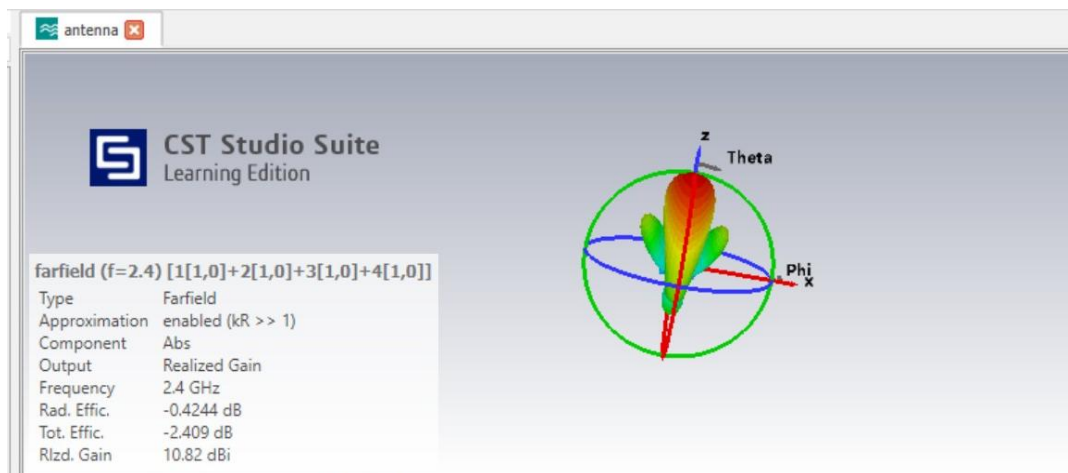 antenna
CST Studio Suite
Learning Edition
z
Theta
Phi
x
farfield (f=2.4) [1[1,0]+2[1,0]+3[1,0]+4[1,0]]
Type Farfield
Approximation enabled (kR >> 1)
Component Abs
Output Realized Gain
Frequency 2.4 GHz
Rad. Effic. -0.4244 dB
Tot. Effic. -2.409 dB
Rlzd. Gain 10.82 dBi